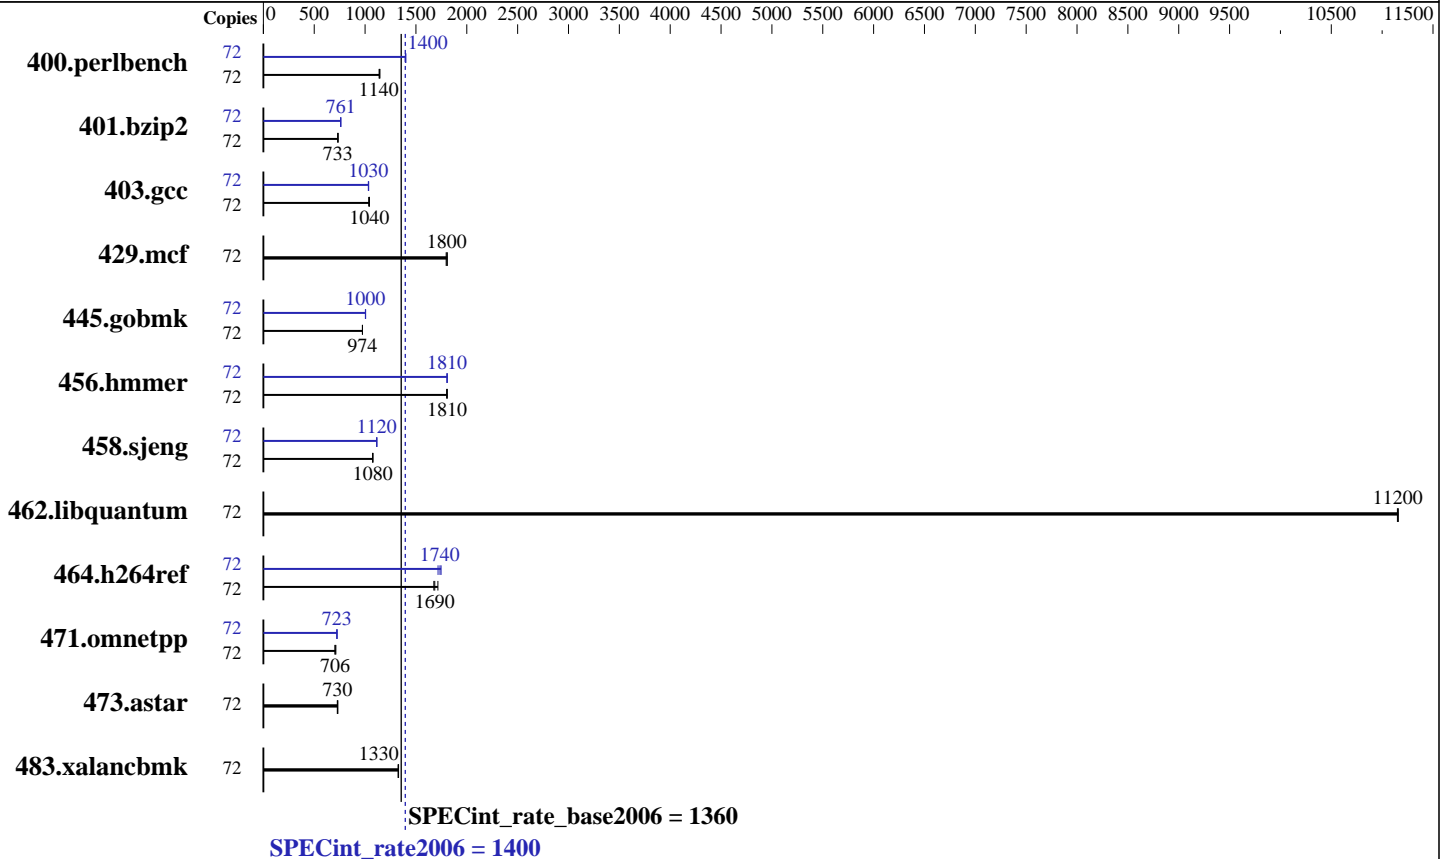 Copies 0 500 1000 1500 2000 2500 3000 3500 4000 4500 5000 5500 6000 6500 7000 7500 8000 8500 9000 9500 10500 11500
400.perlbench 72 1400
72 1140
401.bzip2 72 761
72 733
403.gcc 72 1030
72 1040
429.mcf 72 1800
445.gobmk 72 1000
72 974
456.hmmer 72 1810
72 1810
458.sjeng 72 1120
72 1080
462.libquantum 72 11200
464.h264ref 72 1740
72 1690
471.omnetpp 72 723
72 706
473.astar 72 730
483.xalancbmk 72 1330
SPECint_rate_base2006 = 1360
SPECint_rate2006 = 1400